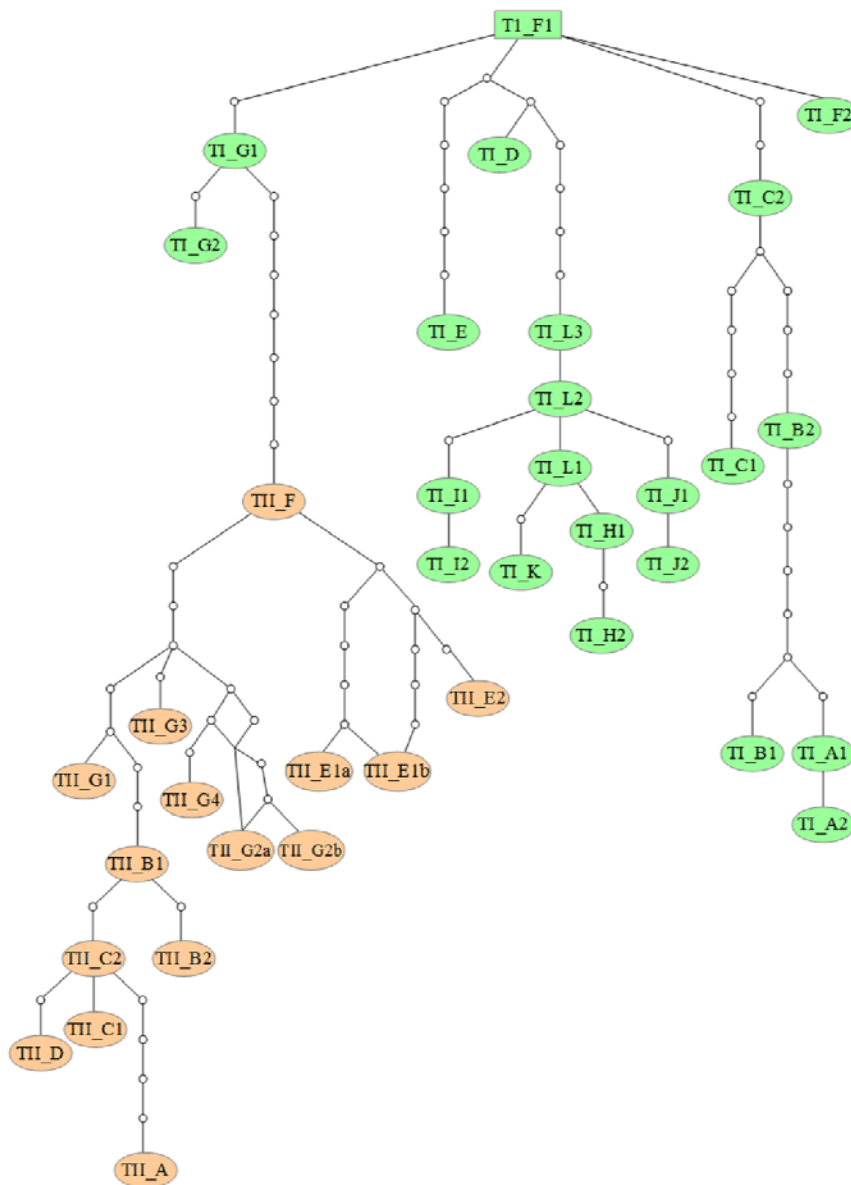 T1_F1
TI_F2
TI_G1
TI_D
TI_C2
TI_G2
TI_E
TI_L3
TI_L2
TI_B2
TI_C1
TI_L1
TI_I1
TI_J1
TII_F
TI_H1
TI_I2
TI_K
TI_J2
TI_H2
TII_E2
TII_G3
TI_B1
TI_A1
TII_G1
TII_E1a
TII_E1b
TII_G4
TI_A2
TII_G2a
TII_G2b
TII_B1
TII_C2
TII_B2
TII_C1
TII_D
TII_A